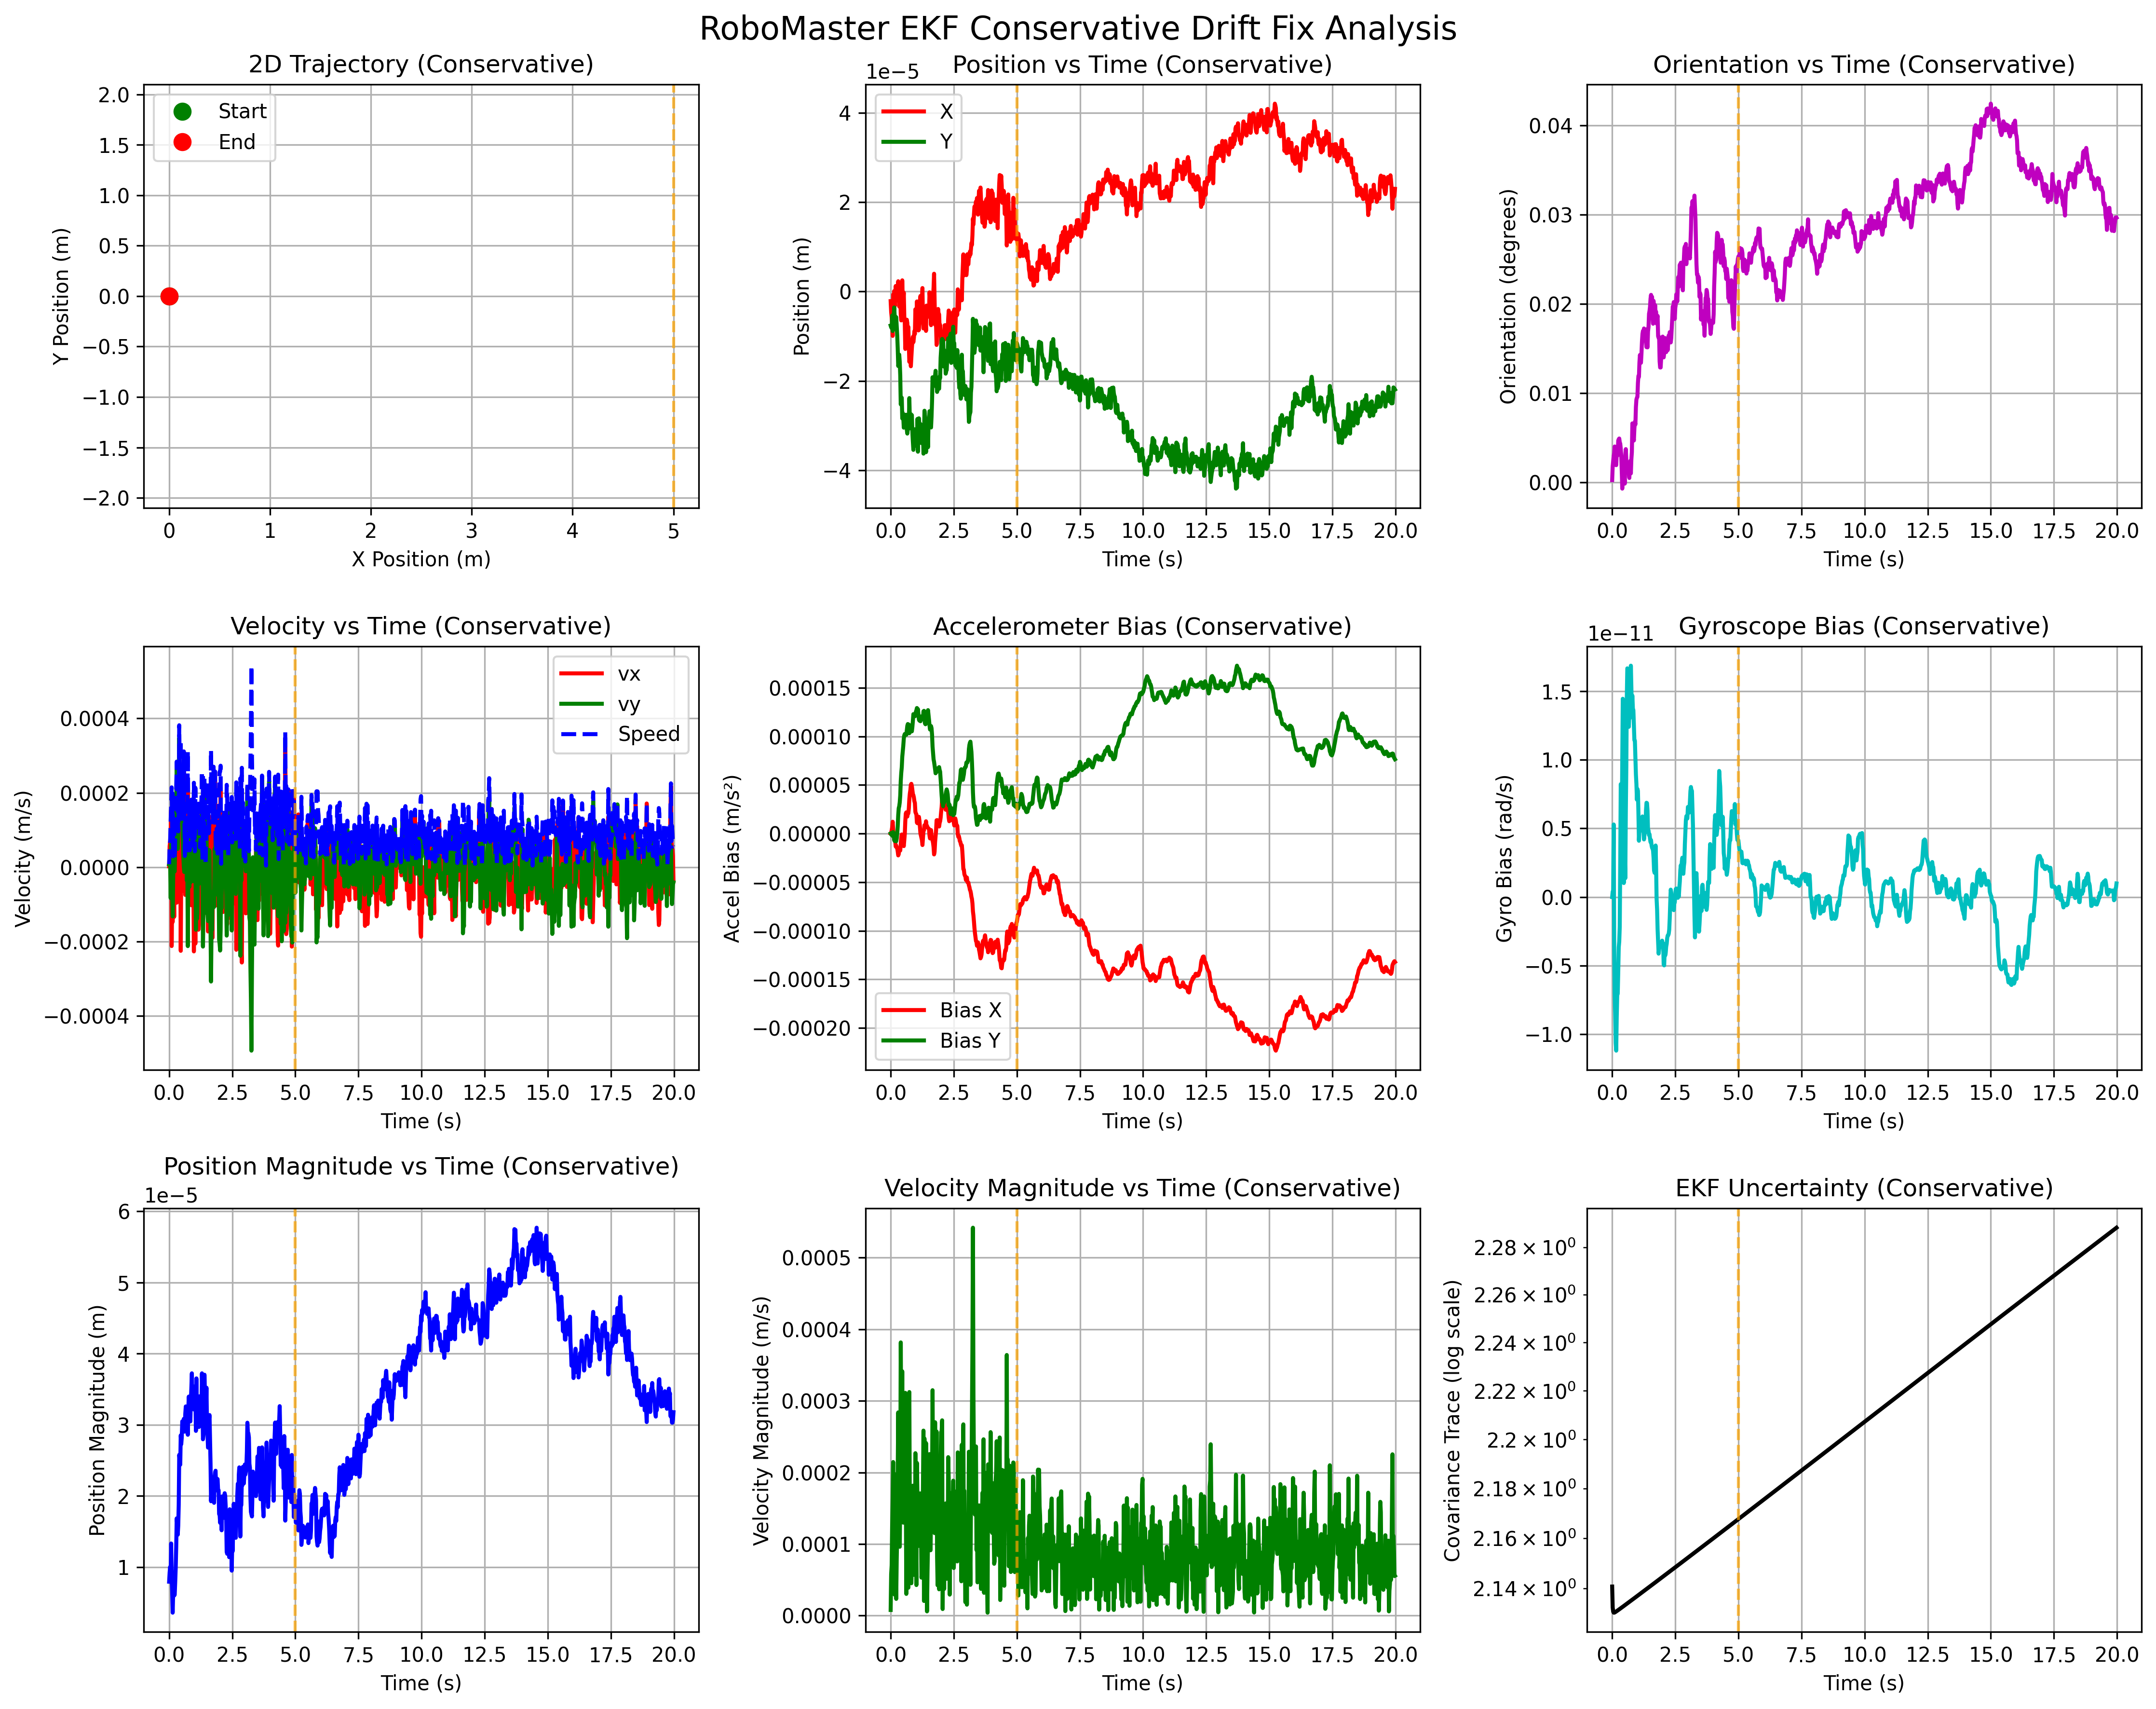 RoboMaster EKF Conservative Drift Fix Analysis
2D Trajectory (Conservative)
Start
End
2.0
1.5
1.0
0.5
0.0
−0.5
−1.0
−1.5
−2.0
Y Position (m)
0 1 2 3 4 5
X Position (m)
1e−5
Position vs Time (Conservative)
X
Y
4
2
0
−2
−4
Position (m)
0.0 2.5 5.0 7.5 10.0 12.5 15.0 17.5 20.0
Time (s)
Orientation vs Time (Conservative)
0.04
0.03
0.02
0.01
0.00
Orientation (degrees)
0.0 2.5 5.0 7.5 10.0 12.5 15.0 17.5 20.0
Time (s)
Velocity vs Time (Conservative)
vx
vy
Speed
0.0004
0.0002
0.0000
−0.0002
−0.0004
Velocity (m/s)
0.0 2.5 5.0 7.5 10.0 12.5 15.0 17.5 20.0
Time (s)
Accelerometer Bias (Conservative)
0.00015
0.00010
0.00005
0.00000
−0.00005
−0.00010
−0.00015
−0.00020
Accel Bias (m/s²)
Bias X
Bias Y
0.0 2.5 5.0 7.5 10.0 12.5 15.0 17.5 20.0
Time (s)
1e−11
Gyroscope Bias (Conservative)
1.5
1.0
0.5
0.0
−0.5
−1.0
Gyro Bias (rad/s)
0.0 2.5 5.0 7.5 10.0 12.5 15.0 17.5 20.0
Time (s)
Position Magnitude vs Time (Conservative)
1e−5
6
5
4
3
2
1
Position Magnitude (m)
0.0 2.5 5.0 7.5 10.0 12.5 15.0 17.5 20.0
Time (s)
Velocity Magnitude vs Time (Conservative)
0.0005
0.0004
0.0003
0.0002
0.0001
0.0000
Velocity Magnitude (m/s)
0.0 2.5 5.0 7.5 10.0 12.5 15.0 17.5 20.0
Time (s)
EKF Uncertainty (Conservative)
2.28 × 10⁰
2.26 × 10⁰
2.24 × 10⁰
2.22 × 10⁰
2.2 × 10⁰
2.18 × 10⁰
2.16 × 10⁰
2.14 × 10⁰
Covariance Trace (log scale)
0.0 2.5 5.0 7.5 10.0 12.5 15.0 17.5 20.0
Time (s)